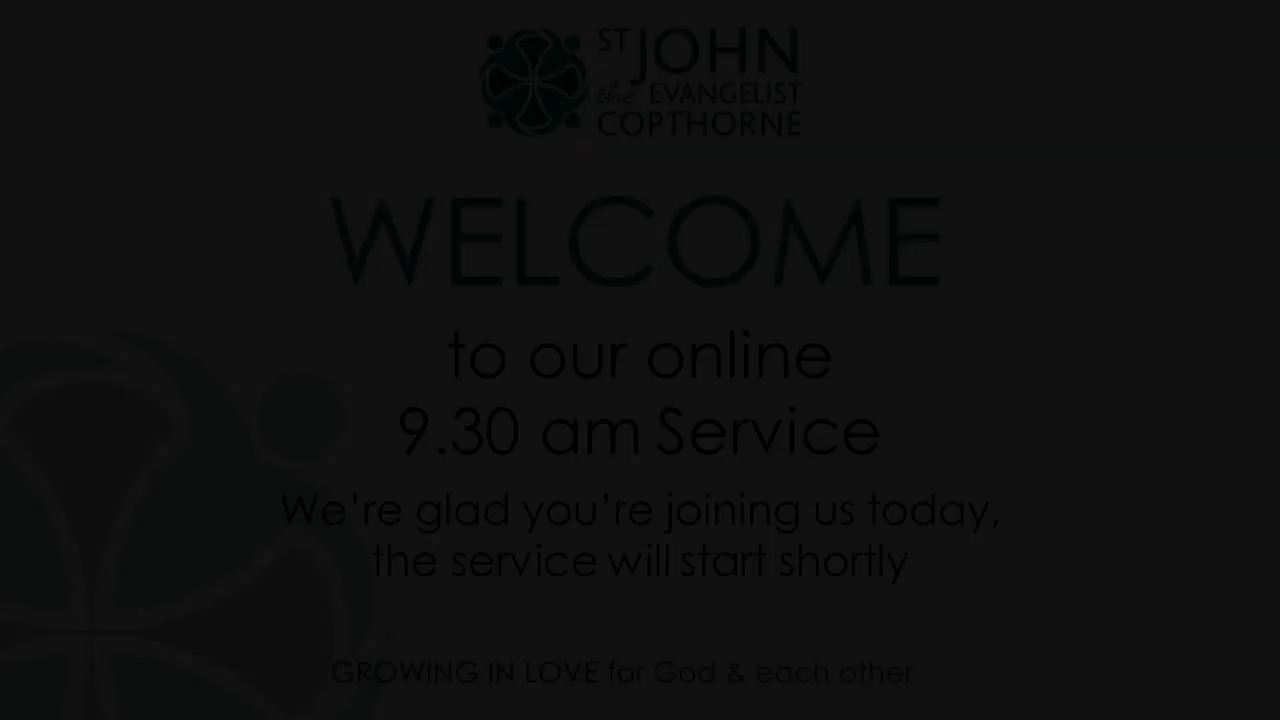 ST JOHN
the EVANGELIST
COPTHORNE
WELCOME
to our online
9.30 am Service
We're glad you're joining us today,
the service will start shortly
GROWING IN LOVE for God & each other